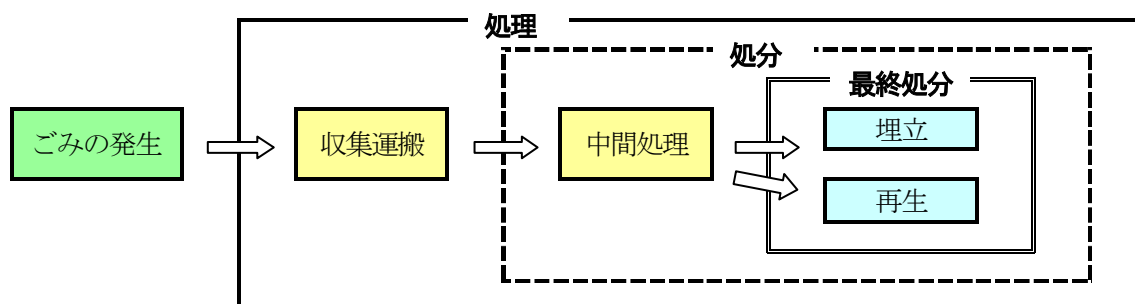 処理
処分
最終処分
ごみの発生
収集運搬
中間処理
埋立
再生